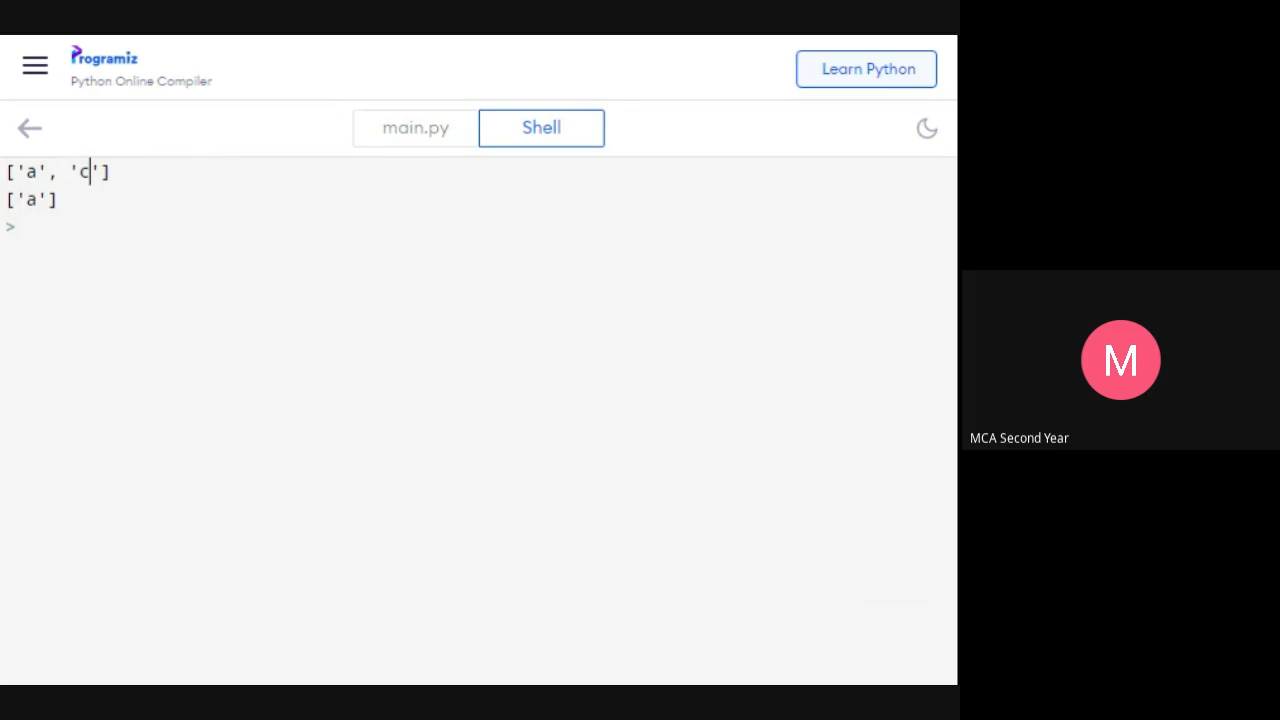 Programiz
Python Online Compiler
Learn Python
main.py
Shell
['a', 'c']
['a']
>
M
MCA Second Year